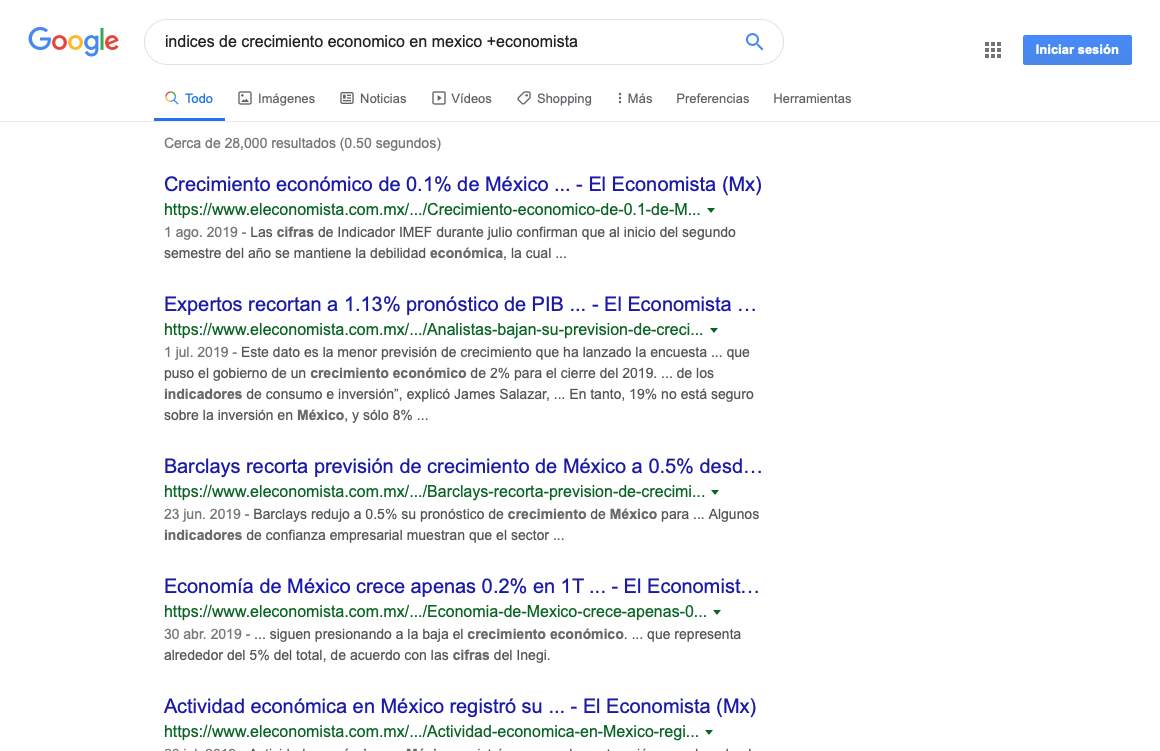 Google
indices de crecimiento economico en mexico +economista
Iniciar sesión
Todo Imágenes Noticias Vídeos Shopping Más Preferencias Herramientas
Cerca de 28,000 resultados (0.50 segundos)
Crecimiento económico de 0.1% de México ... - El Economista (Mx)
https://www.eleconomista.com.mx/.../Crecimiento-economico-de-0.1-de-M...
1 ago. 2019 - Las cifras de Indicador IMEF durante julio confirman que al inicio del segundo
semestre del año se mantiene la debilidad económica, la cual ...
Expertos recortan a 1.13% pronóstico de PIB ... - El Economista ...
https://www.eleconomista.com.mx/.../Analistas-bajan-su-prevision-de-creci...
1 jul. 2019 - Este dato es la menor previsión de crecimiento que ha lanzado la encuesta ... que
puso el gobierno de un crecimiento económico de 2% para el cierre del 2019. ... de los
indicadores de consumo e inversión”, explicó James Salazar, ... En tanto, 19% no está seguro
sobre la inversión en México, y sólo 8% ...
Barclays recorta previsión de crecimiento de México a 0.5% desd...
https://www.eleconomista.com.mx/.../Barclays-recorta-prevision-de-crecimi...
23 jun. 2019 - Barclays redujo a 0.5% su pronóstico de crecimiento de México para ... Algunos
indicadores de confianza empresarial muestran que el sector ...
Economía de México crece apenas 0.2% en 1T ... - El Economist...
https://www.eleconomista.com.mx/.../Economia-de-Mexico-crece-apenas-0...
30 abr. 2019 - ... siguen presionando a la baja el crecimiento económico. ... que representa
alrededor del 5% del total, de acuerdo con las cifras del Inegi.
Actividad económica en México registró su ... - El Economista (Mx)
https://www.eleconomista.com.mx/.../Actividad-economica-en-Mexico-regi...